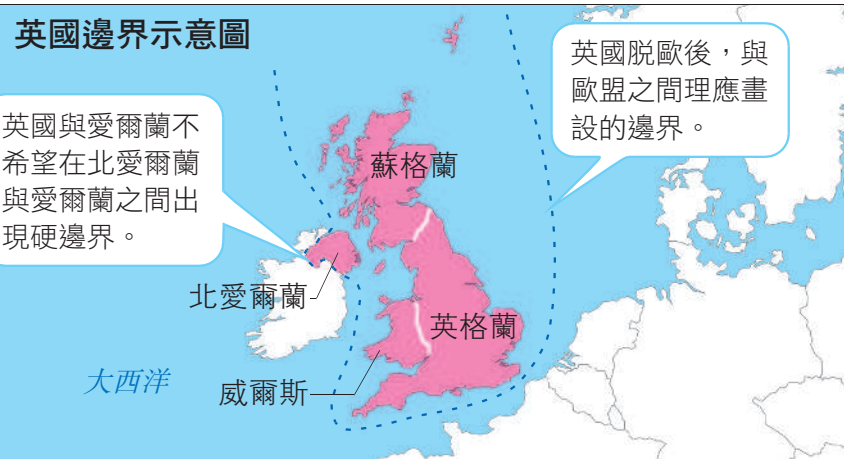 英國邊界示意圖
英國脱歐後，與
歐盟之間理應畫
設的邊界。
英國與愛爾蘭不
希望在北愛爾蘭
與愛爾蘭之間出
現硬邊界。
蘇格蘭
北愛爾蘭
英格蘭
大西洋
威爾斯